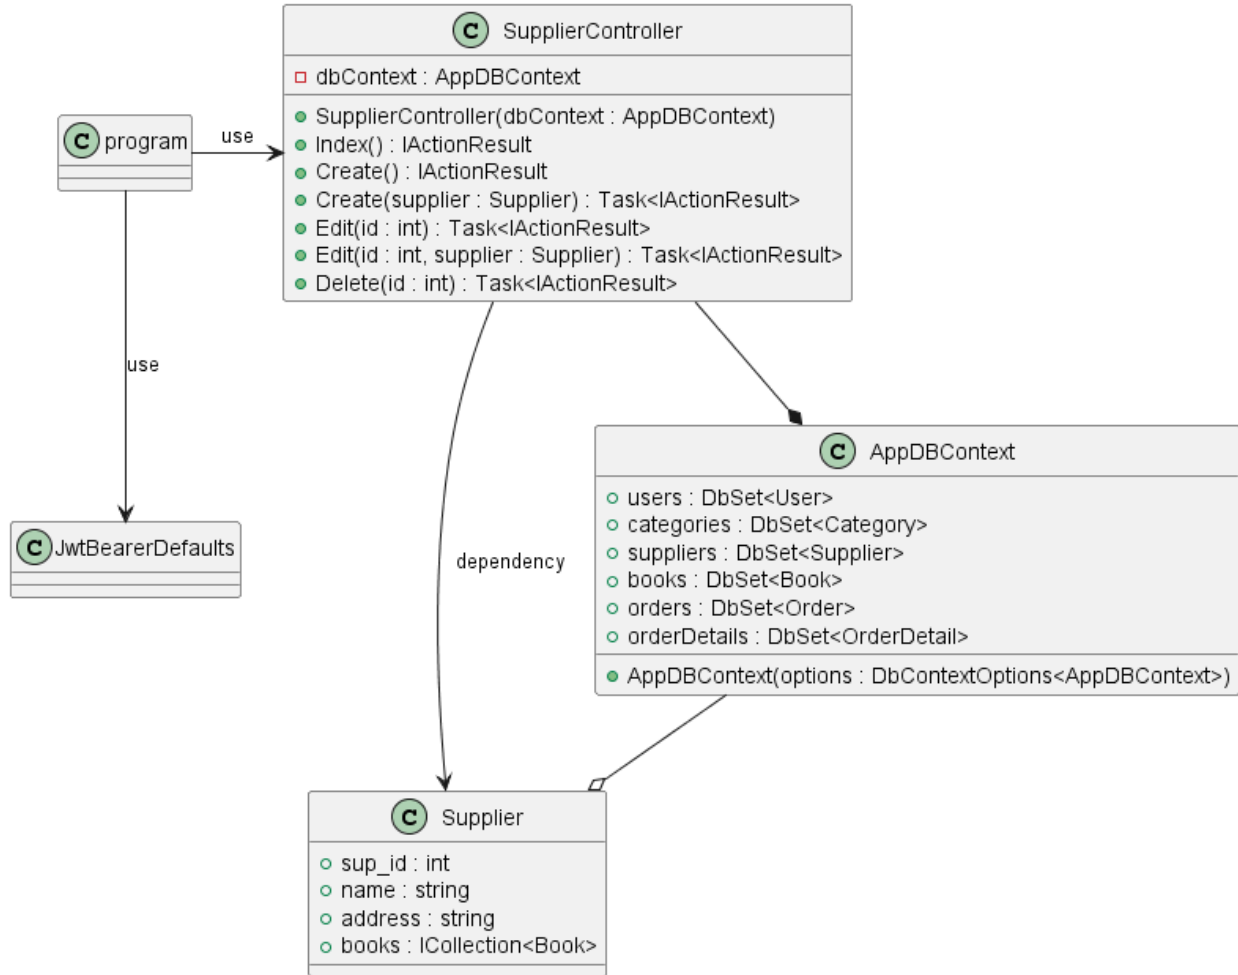 C SupplierController
dbContext : AppDBContext
SupplierController(dbContext : AppDBContext)
Index() : IActionResult
Create() : IActionResult
Create(supplier : Supplier) : Task<IActionResult>
Edit(id : int) : Task<IActionResult>
Edit(id : int, supplier : Supplier) : Task<IActionResult>
Delete(id : int) : Task<IActionResult>
C program
use
use
C JwtBearerDefaults
dependency
C AppDBContext
users : DbSet<User>
categories : DbSet<Category>
suppliers : DbSet<Supplier>
books : DbSet<Book>
orders : DbSet<Order>
orderDetails : DbSet<OrderDetail>
AppDBContext(options : DbContextOptions<AppDBContext>)
C Supplier
sup_id : int
name : string
address : string
books : ICollection<Book>